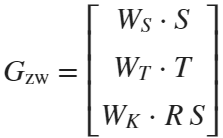 W_S · S
G_zw = W_T · T
W_K · R S